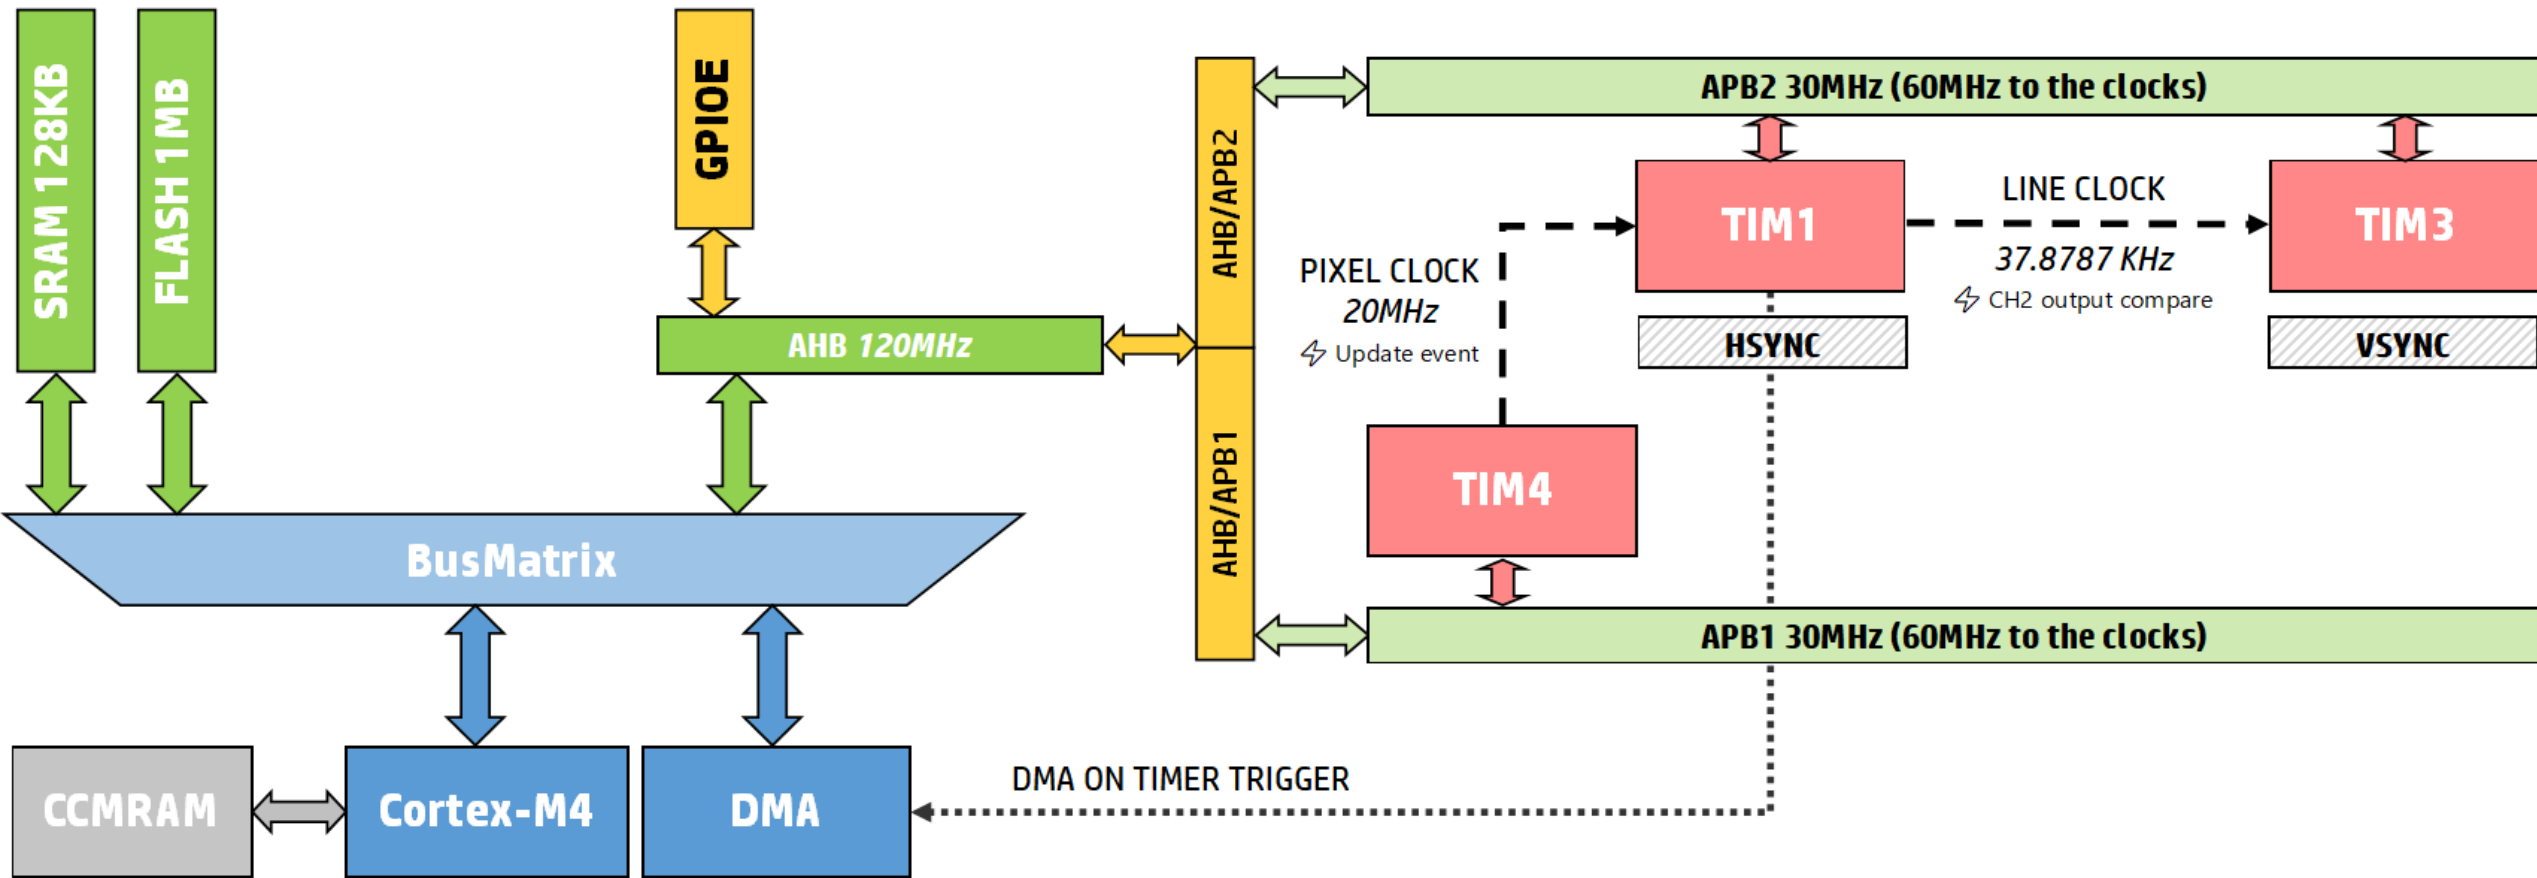 SRAM 128KB
FLASH 1MB
GPIOE
AHB/APB2
APB2 30MHz (60MHz to the clocks)
TIM1
LINE CLOCK
37.8787 KHz
CH2 output compare
TIM3
PIXEL CLOCK
20MHz
Update event
AHB 120MHz
HSYNC
VSYNC
AHB/APB1
TIM4
BusMatrix
APB1 30MHz (60MHz to the clocks)
DMA ON TIMER TRIGGER
CCMRAM
Cortex-M4
DMA